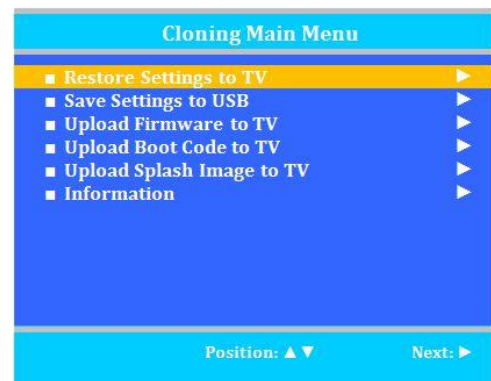 Cloning Main Menu
■ Restore Settings to TV ▶
■ Save Settings to USB ▶
■ Upload Firmware to TV ▶
■ Upload Boot Code to TV ▶
■ Upload Splash Image to TV ▶
■ Information ▶
Position: ▲ ▼ Next: ▶